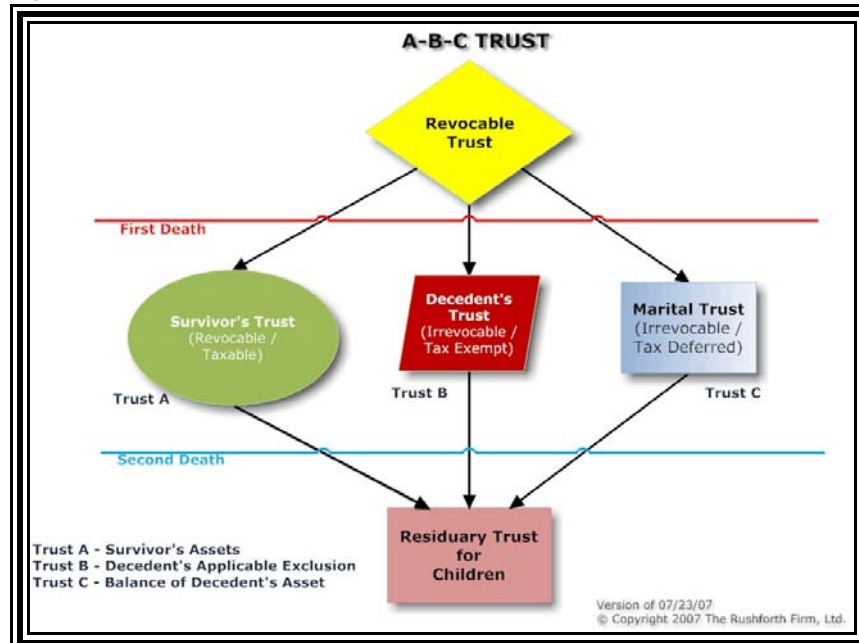 A-B-C TRUST
Revocable
Trust
First Death
Survivor's Trust
(Revocable /
Taxable)
Decedent's
Trust
(Irrevocable /
Tax Exempt)
Marital Trust
(Irrevocable /
Tax Deferred)
Trust A
Trust B
Trust C
Second Death
Residuary Trust
for
Children
Trust A - Survivor's Assets
Trust B - Decedent's Applicable Exclusion
Trust C - Balance of Decedent's Asset
Version of 07/23/07
© Copyright 2007 The Rushforth Firm, Ltd.